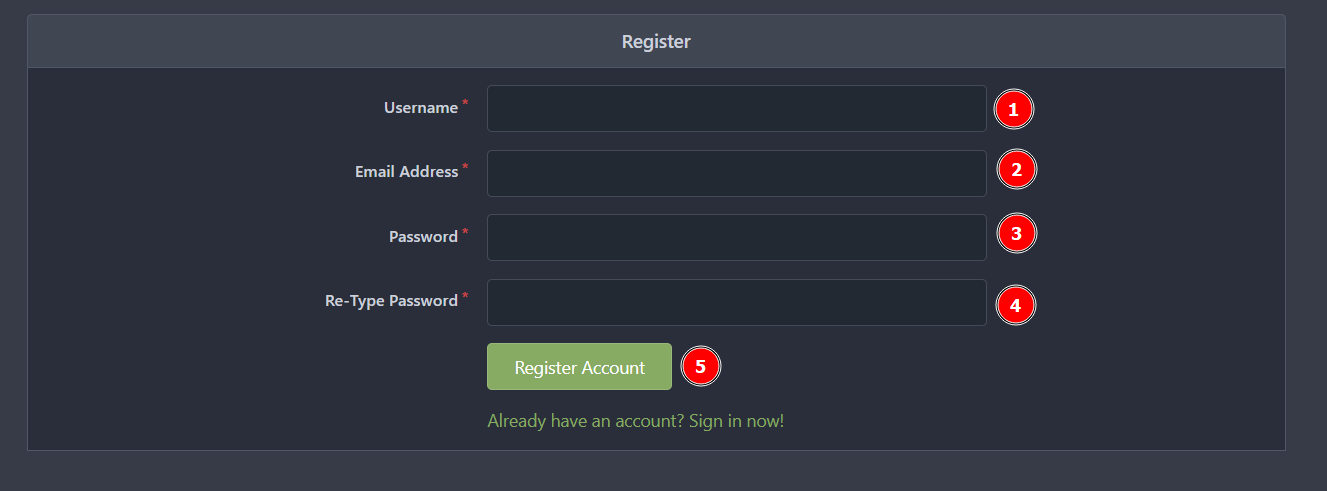 Register
Username * 1
Email Address * 2
Password * 3
Re-Type Password * 4
Register Account 5
Already have an account? Sign in now!